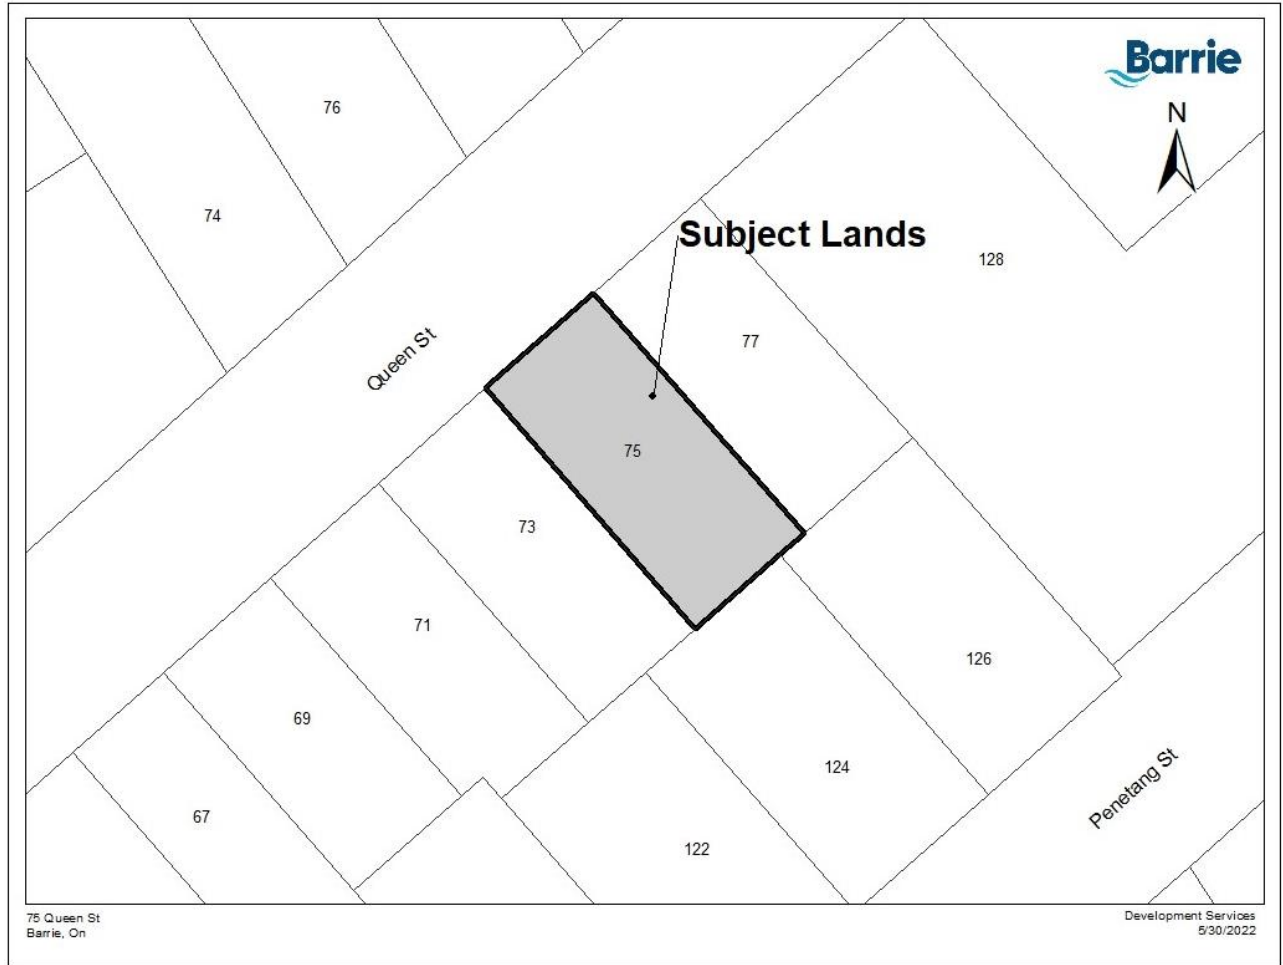 Barrie
N
76
74
Subject Lands
128
Queen St
77
75
73
71
126
69
124
Penetang St
67
122
75 Queen St
Barrie, On
Development Services
5/30/2022